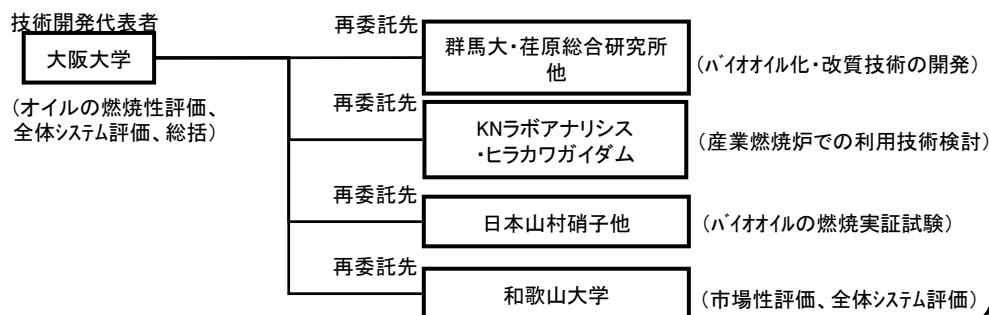 技術開発代表者
大阪大学
(オイルの燃焼性評価、
全体システム評価、総括)
再委託先
群馬大・荏原総合研究所
他
(バイオオイル化・改質技術の開発)
再委託先
KNラボアナリシス
・ヒラカワガイダム
(産業燃焼炉での利用技術検討)
再委託先
日本山村硝子他
(バイオオイルの燃焼実証試験)
再委託先
和歌山大学
(市場性評価、全体システム評価)